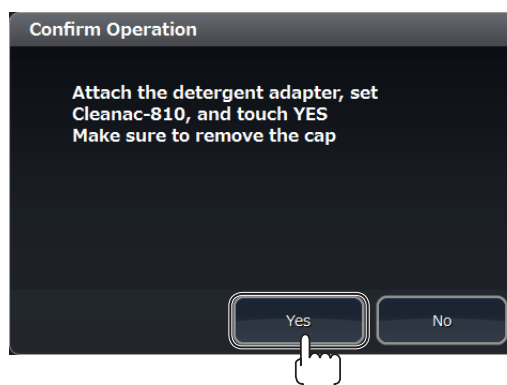 Confirm Operation
Attach the detergent adapter, set
Cleanac-810, and touch YES
Make sure to remove the cap
Yes
No